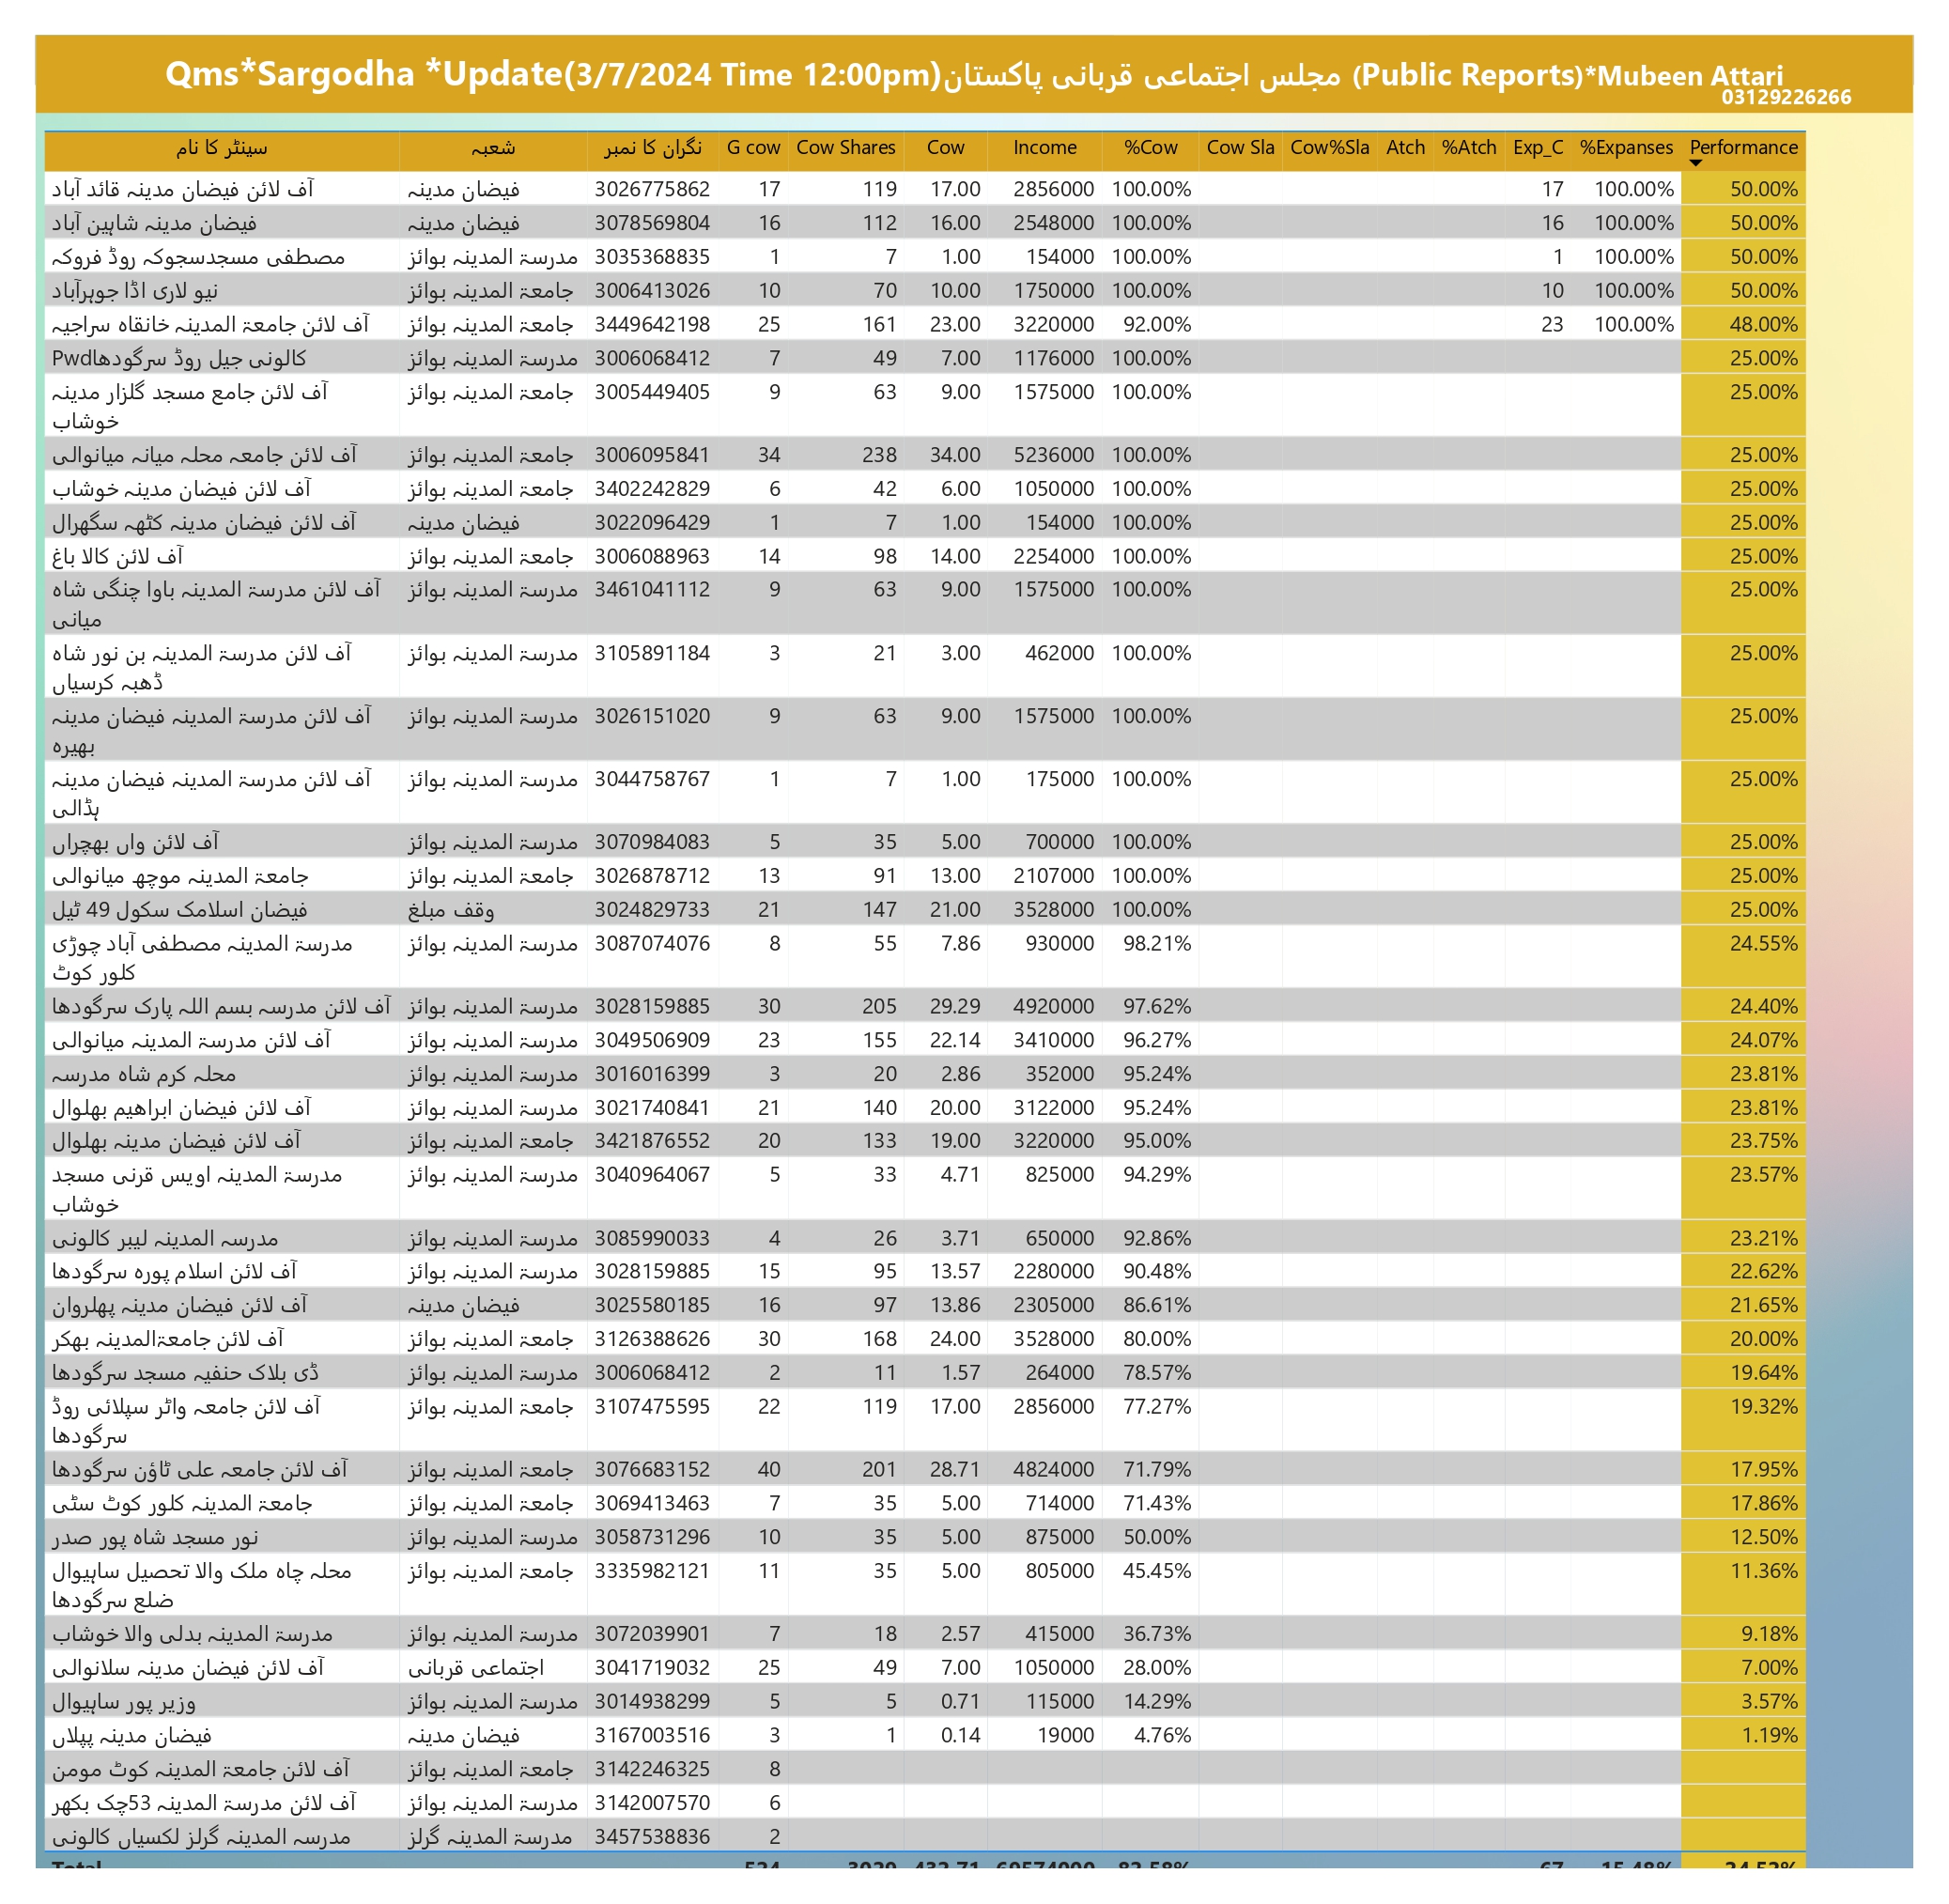 Qms*Sargodha *Update(3/7/2024 Time 12:00pm)مجلس اجتماعی قربانی پاکستان (Public Reports)*Mubeen Attari
03129226266
سینٹر کا نام شعبہ نگران کا نمبر G cow Cow Shares Cow Income %Cow Cow Sla Cow%Sla Atch %Atch Exp_C %Expanses Performance
آف لائن فیضان مدینہ قائد آباد فیضان مدینہ 3026775862 17 119 17.00 2856000 100.00% 17 100.00% 50.00%
فیضان مدینہ شاہین آباد فیضان مدینہ 3078569804 16 112 16.00 2548000 100.00% 16 100.00% 50.00%
مصطفی مسجدسجوکہ روڈ فروکہ مدرسۃ المدینہ بوائز 3035368835 1 7 1.00 154000 100.00% 1 100.00% 50.00%
نیو لاری اڈا جوہرآباد جامعۃ المدینہ بوائز 3006413026 10 70 10.00 1750000 100.00% 10 100.00% 50.00%
آف لائن جامعۃ المدینہ خانقاہ سراجیہ جامعۃ المدینہ بوائز 3449642198 25 161 23.00 3220000 92.00% 23 100.00% 48.00%
Pwdکالونی جیل روڈ سرگودھا مدرسۃ المدینہ بوائز 3006068412 7 49 7.00 1176000 100.00% 25.00%
آف لائن جامع مسجد گلزار مدینہ جامعۃ المدینہ بوائز 3005449405 9 63 9.00 1575000 100.00% 25.00%
خوشاب
آف لائن جامعہ محلہ میانہ میانوالی جامعۃ المدینہ بوائز 3006095841 34 238 34.00 5236000 100.00% 25.00%
آف لائن فیضان مدینہ خوشاب جامعۃ المدینہ بوائز 3402242829 6 42 6.00 1050000 100.00% 25.00%
آف لائن فیضان مدینہ کٹھہ سگھرال فیضان مدینہ 3022096429 1 7 1.00 154000 100.00% 25.00%
آف لائن کالا باغ جامعۃ المدینہ بوائز 3006088963 14 98 14.00 2254000 100.00% 25.00%
آف لائن مدرسۃ المدینہ باوا چنگی شاہ مدرسۃ المدینہ بوائز 3461041112 9 63 9.00 1575000 100.00% 25.00%
میانی
آف لائن مدرسۃ المدینہ بن نور شاہ مدرسۃ المدینہ بوائز 3105891184 3 21 3.00 462000 100.00% 25.00%
ڈھبہ کرسیاں
آف لائن مدرسۃ المدینہ فیضان مدینہ مدرسۃ المدینہ بوائز 3026151020 9 63 9.00 1575000 100.00% 25.00%
بھیرہ
آف لائن مدرسۃ المدینہ فیضان مدینہ مدرسۃ المدینہ بوائز 3044758767 1 7 1.00 175000 100.00% 25.00%
ہڈالی
آف لائن واں بھچراں مدرسۃ المدینہ بوائز 3070984083 5 35 5.00 700000 100.00% 25.00%
جامعۃ المدینہ موچھ میانوالی جامعۃ المدینہ بوائز 3026878712 13 91 13.00 2107000 100.00% 25.00%
فیضان اسلامک سکول 49 ٹیل وقف مبلغ 3024829733 21 147 21.00 3528000 100.00% 25.00%
مدرسۃ المدینہ مصطفی آباد چوڑی مدرسۃ المدینہ بوائز 3087074076 8 55 7.86 930000 98.21% 24.55%
کلور کوٹ
آف لائن مدرسہ بسم اللہ پارک سرگودھا مدرسۃ المدینہ بوائز 3028159885 30 205 29.29 4920000 97.62% 24.40%
آف لائن مدرسۃ المدینہ میانوالی مدرسۃ المدینہ بوائز 3049506909 23 155 22.14 3410000 96.27% 24.07%
محلہ کرم شاہ مدرسہ مدرسۃ المدینہ بوائز 3016016399 3 20 2.86 352000 95.24% 23.81%
آف لائن فیضان ابراھیم بھلوال مدرسۃ المدینہ بوائز 3021740841 21 140 20.00 3122000 95.24% 23.81%
آف لائن فیضان مدینہ بھلوال جامعۃ المدینہ بوائز 3421876552 20 133 19.00 3220000 95.00% 23.75%
مدرسۃ المدینہ اویس قرنی مسجد مدرسۃ المدینہ بوائز 3040964067 5 33 4.71 825000 94.29% 23.57%
خوشاب
مدرسہ المدینہ لیبر کالونی مدرسۃ المدینہ بوائز 3085990033 4 26 3.71 650000 92.86% 23.21%
آف لائن اسلام پورہ سرگودھا مدرسۃ المدینہ بوائز 3028159885 15 95 13.57 2280000 90.48% 22.62%
آف لائن فیضان مدینہ پھلروان فیضان مدینہ 3025580185 16 97 13.86 2305000 86.61% 21.65%
آف لائن جامعۃالمدینہ بھکر جامعۃ المدینہ بوائز 3126388626 30 168 24.00 3528000 80.00% 20.00%
ڈی بلاک حنفیہ مسجد سرگودھا مدرسۃ المدینہ بوائز 3006068412 2 11 1.57 264000 78.57% 19.64%
آف لائن جامعہ واٹر سپلائی روڈ جامعۃ المدینہ بوائز 3107475595 22 119 17.00 2856000 77.27% 19.32%
سرگودھا
آف لائن جامعہ علی ٹاؤن سرگودھا جامعۃ المدینہ بوائز 3076683152 40 201 28.71 4824000 71.79% 17.95%
جامعۃ المدینہ کلور کوٹ سٹی جامعۃ المدینہ بوائز 3069413463 7 35 5.00 714000 71.43% 17.86%
نور مسجد شاہ پور صدر مدرسۃ المدینہ بوائز 3058731296 10 35 5.00 875000 50.00% 12.50%
محلہ چاہ ملک والا تحصیل ساہیوال جامعۃ المدینہ بوائز 3335982121 11 35 5.00 805000 45.45% 11.36%
ضلع سرگودھا
مدرسۃ المدینہ بدلی والا خوشاب مدرسۃ المدینہ بوائز 3072039901 7 18 2.57 415000 36.73% 9.18%
آف لائن فیضان مدینہ سلانوالی اجتماعی قربانی 3041719032 25 49 7.00 1050000 28.00% 7.00%
وزیر پور ساہیوال مدرسۃ المدینہ بوائز 3014938299 5 5 0.71 115000 14.29% 3.57%
فیضان مدینہ پپلاں فیضان مدینہ 3167003516 3 1 0.14 19000 4.76% 1.19%
آف لائن جامعۃ المدینہ کوٹ مومن جامعۃ المدینہ بوائز 3142246325 8
آف لائن مدرسۃ المدینہ 53چک بکھر مدرسۃ المدینہ بوائز 3142007570 6
مدرسہ المدینہ گرلز لکسیاں کالونی مدرسۃ المدینہ گرلز 3457538836 2
Total 524 3029 432.71 69574000 82.58% 67 15.48% 24.52%